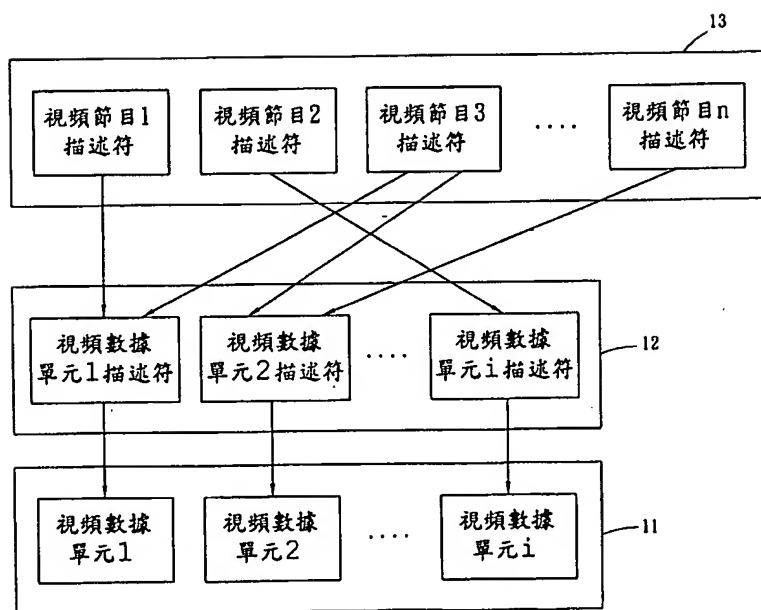 13
視頻節目1
描述符
視頻節目2
描述符
視頻節目3
描述符
....
視頻節目n
描述符
視頻數據
單元1描述符
視頻數據
單元2描述符
....
視頻數據
單元i描述符
12
視頻數據
單元1
視頻數據
單元2
....
視頻數據
單元i
11